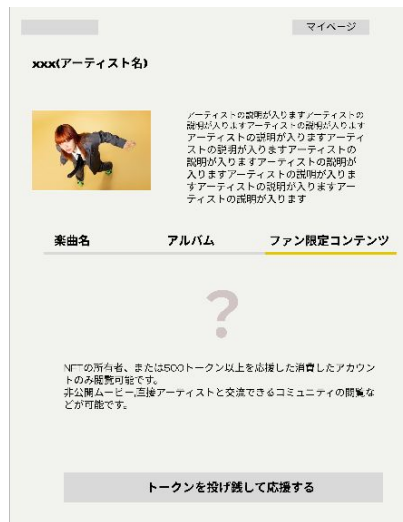 マイページ
xxx(アーティスト名)
アーティストの説明が入りますアーティストの
説明が入りますアーティストの説明が入ります
アーティストの説明が入りますアーティ
ストの説明が入りますアーティストの
説明が入りますアーティストの説明が
入りますアーティストの説明が入りま
すアーティストの説明が入りますアー
ティストの説明が入ります
楽曲名 アルバム ファン限定コンテンツ
?
NFTの所有者、または500トークン以上を応援した消費したアカウン
トのみ閲覧可能です。
非公開ムービー,直接アーティストと交流できるコミュニティの閲覧な
どが可能です。
トークンを投げ銭して応援する